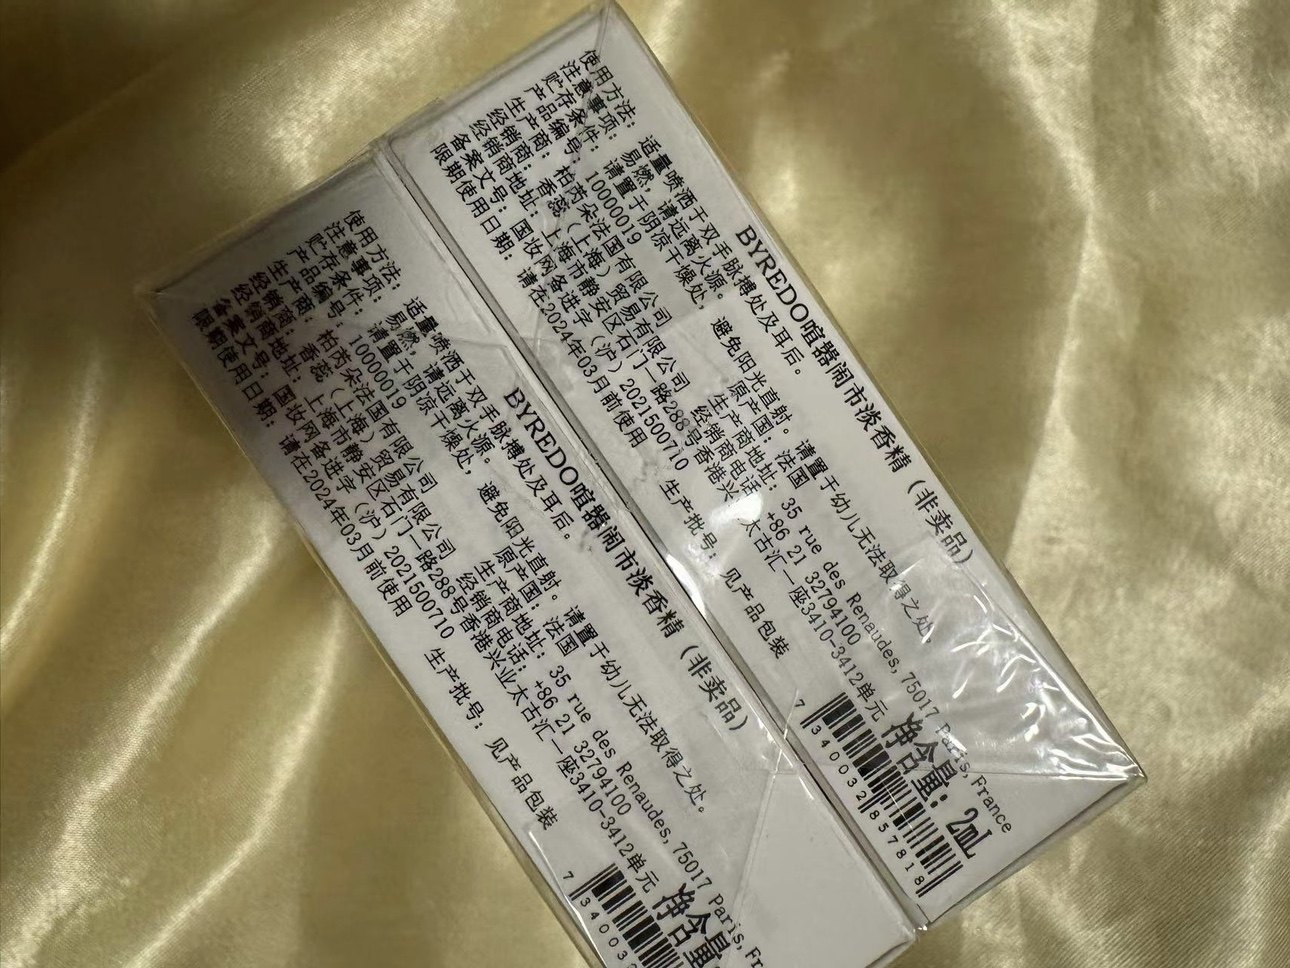 BYREDO喧嚣闹市淡香精（非卖品）
使用方法： 适量喷洒于双手脉搏处及耳后。
注意事项： 易燃，请远离火源。 避免阳光直射。 请置于幼儿无法取得之处
贮存条件： 请置于阴凉干燥处 原产国：法国
产品编号： 10000019 生产商地址： 35 rue des Renaudes, 75017 Paris, France
生产商： 柏芮朵法国有限公司 经销商电话 +86 21 32794100
经销商： 香蕊（上海）贸易有限公司
经销商地址： 上海市静安区石门一路288号香港兴 太古汇一座3410-3412单元
备案文号： 国妆网备进字（沪）2021500710 生产批号： 见产品包装
限期使用日期： 请在2024年03月前使用
净含量：2mL
7 340032 857818
BYREDO喧嚣闹市淡香精（非卖品）
使用方法： 适量喷洒于双手脉搏处及耳后。
注意事项： 易燃，请远离火源。 避免阳光直射。 请置于幼儿无法取得之处。
贮存条件： 请置于阴凉干燥处， 原产国：法国
产品编号： 10000019 生产商地址： 35 rue des Renaudes, 75017 Paris, Fr
生产商： 柏芮朵法国有限公司 经销商电话： +86 21 32794100
经销商： 香蕊（上海）贸易有限公司
经销商地址： 上海市静安区石门一路288号香港兴业太古汇一座3410-3412单元
备案文号： 国妆网备进字（沪）2021500710 生产批号： 见产品包装
限期使用日期： 请在2024年03月前使用
净含量
7 34003